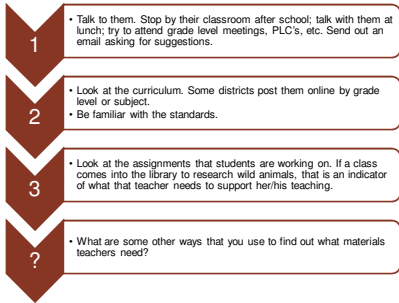 1
• Talk to them. Stop by their classroom after school; talk with them at
lunch; try to attend grade level meetings, PLC's, etc. Send out an
email asking for suggestions.
2
• Look at the curriculum. Some districts post them online by grade
level or subject.
• Be familiar with the standards.
3
• Look at the assignments that students are working on. If a class
comes into the library to research wild animals, that is an indicator
of what that teacher needs to support her/his teaching.
?
• What are some other ways that you use to find out what materials
teachers need?